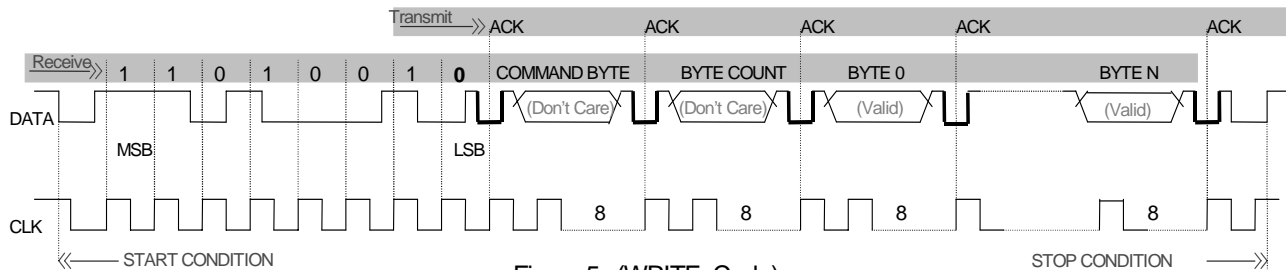 Transmit ACK ACK ACK ACK ACK
Receive 1 1 0 1 0 0 1 0 COMMAND BYTE BYTE COUNT BYTE 0 BYTE N
DATA (Don't Care) (Don't Care) (Valid) (Valid)
MSB LSB
CLK 8 8 8 8
START CONDITION STOP CONDITION